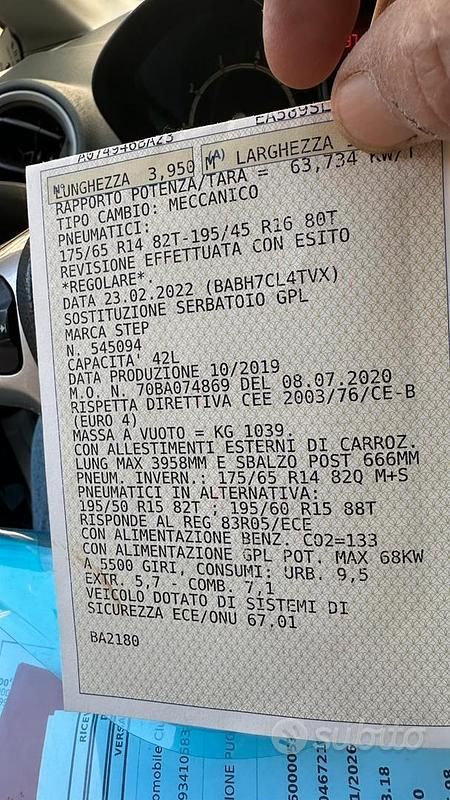 EA589SL
LUNGHEZZA 3,950 LARGHEZZA -
RAPPORTO POTENZA/TARA = 63,734 KW/T
TIPO CAMBIO: MECCANICO
PNEUMATICI:
175/65 R14 82T-195/45 R16 80T
REVISIONE EFFETTUATA CON ESITO
*REGOLARE*.
DATA 23.02.2022 (BABH7CL4TVX)
SOSTITUZIONE SERBATOIO GPL
MARCA STEP
N. 545094
CAPACITA' 42L
DATA PRODUZIONE 10/2019
M.O. N. 70BA074869 DEL 08.07.2020
RISPETTA DIRETTIVA CEE 2003/76/CE-B
(EURO 4)
MASSA A VUOTO = KG 1039.
CON ALLESTIMENTI ESTERNI DI CARROZ.
LUNG MAX 3958MM E SBALZO POST 666MM
PNEUM. INVERN.: 175/65 R14 82Q M+S
PNEUMATICI IN ALTERNATIVA:
195/50 R15 82T ; 195/60 R15 88T
RISPONDE AL REG 83R05/ECE
CON ALIMENTAZIONE BENZ. CO2=133
CON ALIMENTAZIONE GPL POT. MAX 68KW
A 5500 GIRI, CONSUMI: URB. 9,5
EXTR. 5,7 - COMB. 7,1
VEICOLO DOTATO DI SISTEMI DI
SICUREZZA ECE/ONU 67.01
BA2180
subito